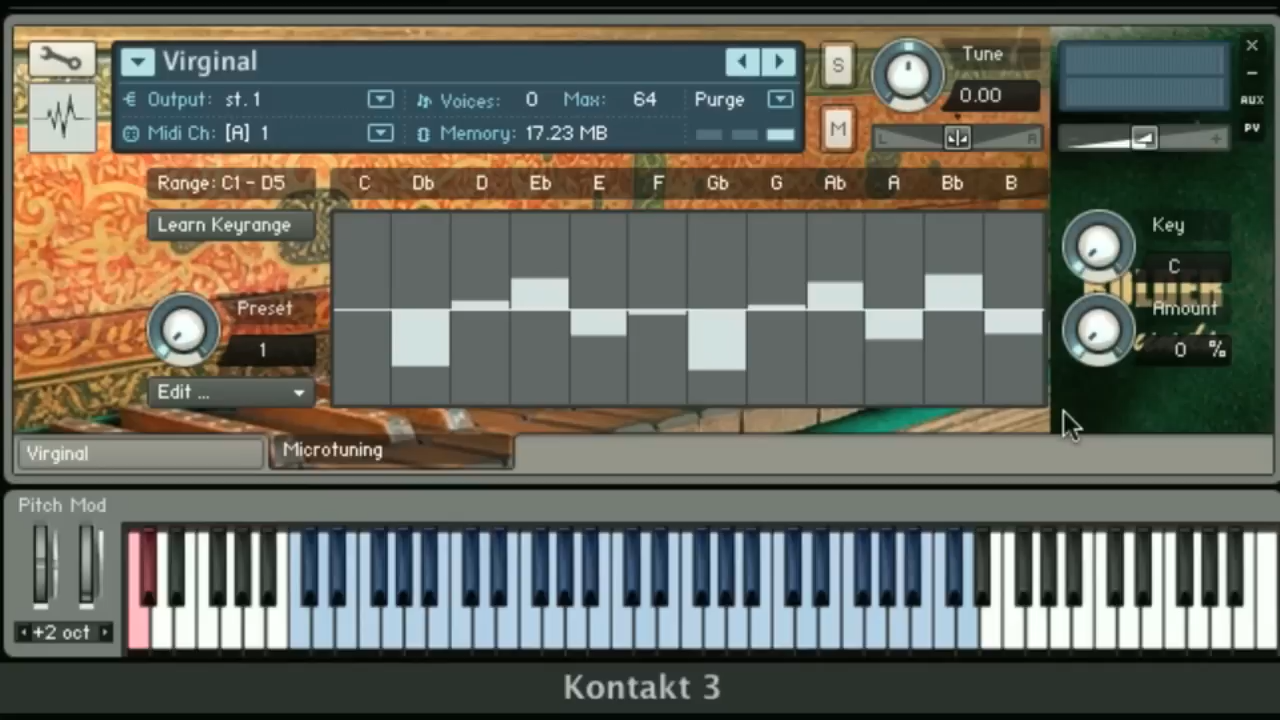 Virginal
S
Tune
×
Output: st.1
Voices: 0 Max: 64
Purge
0.00
AUX
Midi Ch: [A] 1
Memory: 17.23 MB
M
L
R
-
+
PV
Range: C1 - D5
C Db D Eb E F Gb G Ab A Bb B
Learn Keyrange
Key
C
Preset
Amount
1
0 %
Edit ...
Virginal
Microtuning
Pitch Mod
+2 oct
Kontakt 3